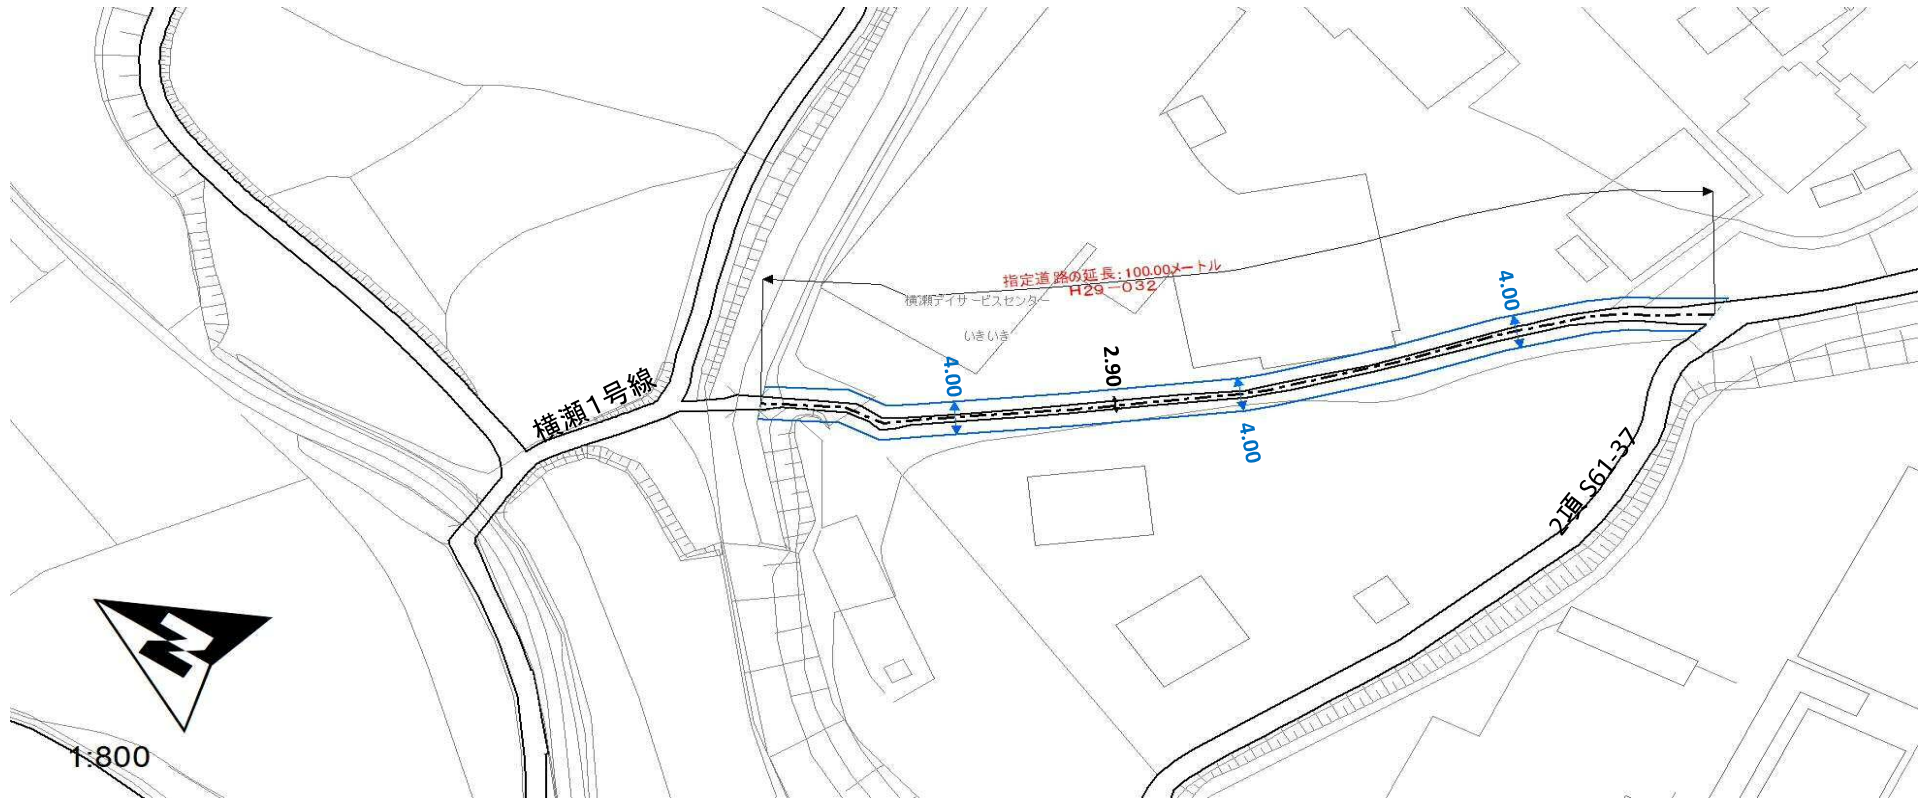 指定道路の延長:100.00メートル
H29-032
横瀬デイサービスセンター
いきいき
4.00
2.90
4.00
4.00
横瀬1号線
2項 S61-37
N
1:800